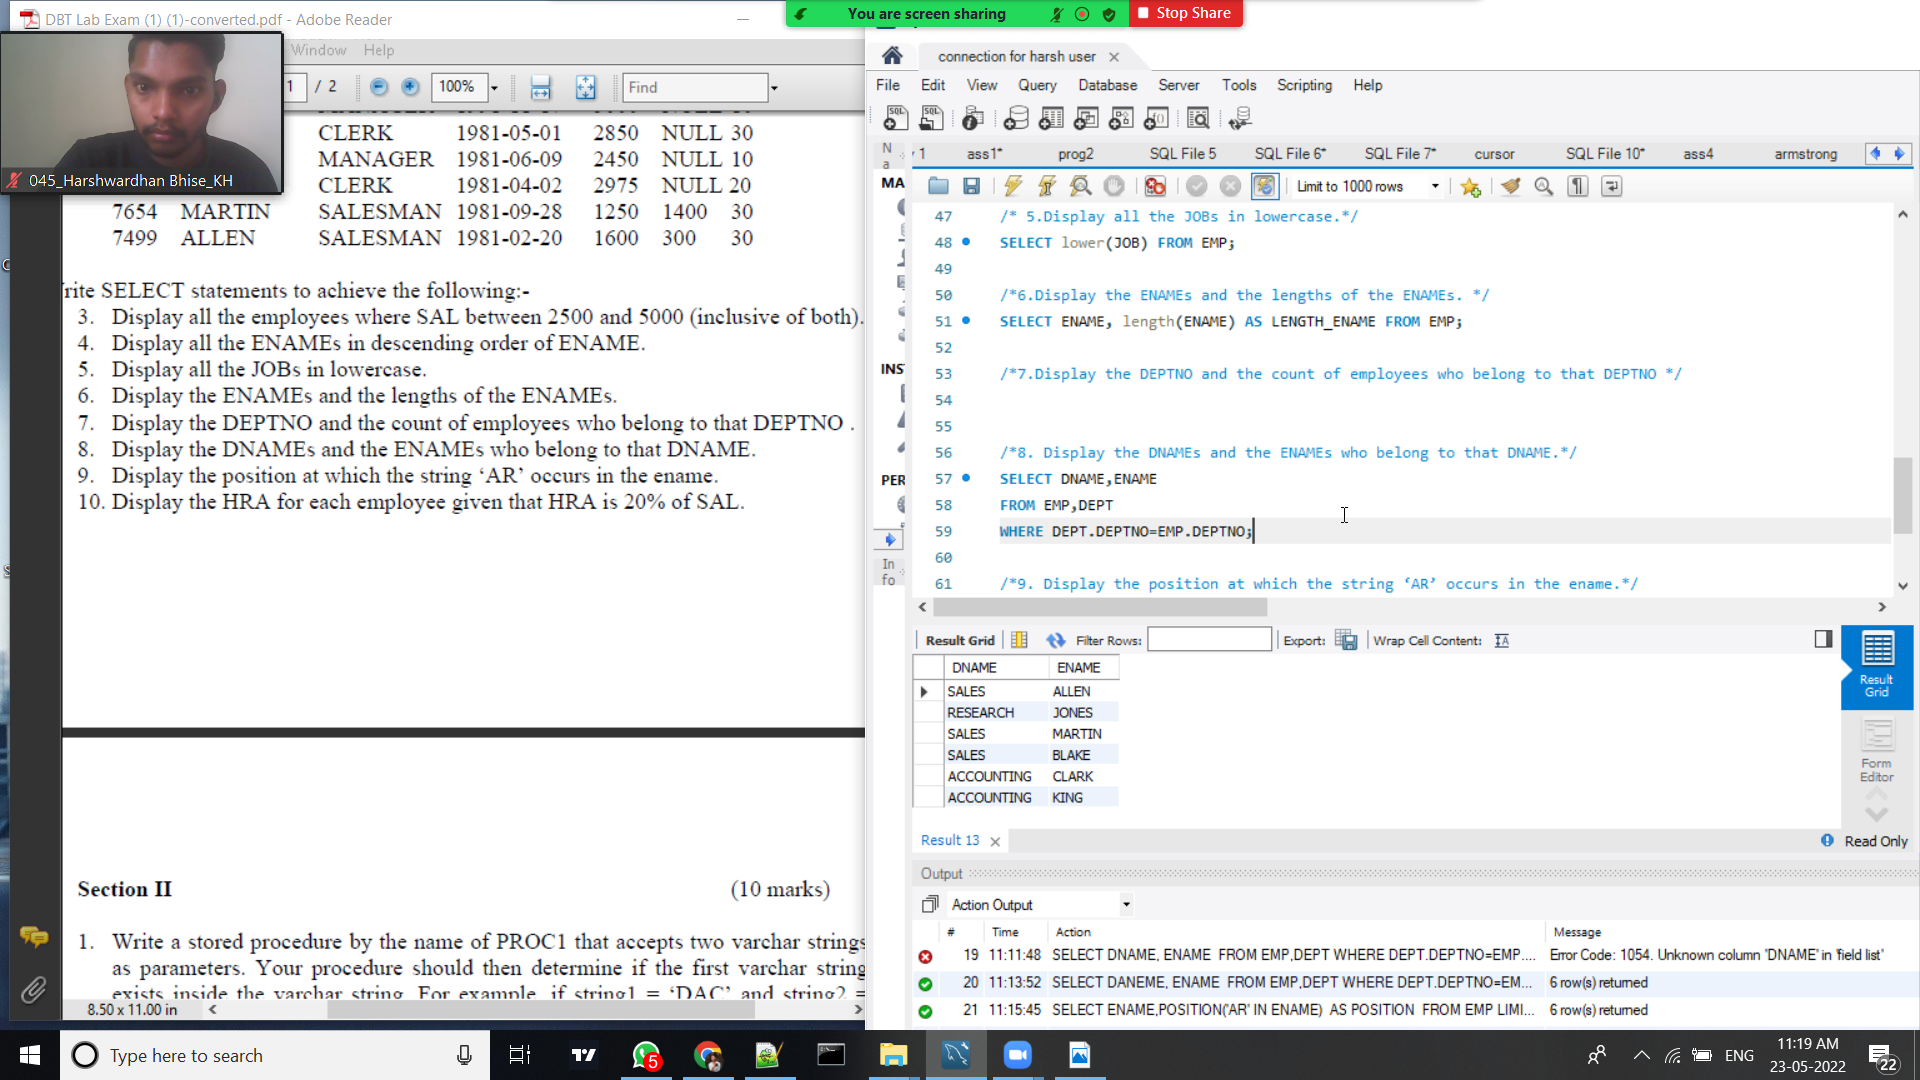 DBT Lab Exam (1) (1)-converted.pdf - Adobe Reader
You are screen sharing
Stop Share
Window Help
045_Harshwardhan Bhise_KH
1 / 2
100%
Find
CLERK 1981-05-01 2850 NULL 30
MANAGER 1981-06-09 2450 NULL 10
CLERK 1981-04-02 2975 NULL 20
7654 MARTIN SALESMAN 1981-09-28 1250 1400 30
7499 ALLEN SALESMAN 1981-02-20 1600 300 30
rite SELECT statements to achieve the following:-
3. Display all the employees where SAL between 2500 and 5000 (inclusive of both).
4. Display all the ENAMEs in descending order of ENAME.
5. Display all the JOBs in lowercase.
6. Display the ENAMEs and the lengths of the ENAMEs.
7. Display the DEPTNO and the count of employees who belong to that DEPTNO .
8. Display the DNAMEs and the ENAMEs who belong to that DNAME.
9. Display the position at which the string ‘AR’ occurs in the ename.
10. Display the HRA for each employee given that HRA is 20% of SAL.
Section II (10 marks)
1. Write a stored procedure by the name of PROC1 that accepts two varchar strings
as parameters. Your procedure should then determine if the first varchar string
exists inside the varchar string. For example, if string1 = ‘DAC’ and string2 =
8.50 x 11.00 in
connection for harsh user
File Edit View Query Database Server Tools Scripting Help
Na
MA
INS
PER
In
fo
1 ass1* prog2 SQL File 5 SQL File 6* SQL File 7* cursor SQL File 10* ass4 armstrong
Limit to 1000 rows
47 /* 5.Display all the JOBs in lowercase.*/
48 SELECT lower(JOB) FROM EMP;
49
50 /*6.Display the ENAMEs and the lengths of the ENAMEs. */
51 SELECT ENAME, length(ENAME) AS LENGTH_ENAME FROM EMP;
52
53 /*7.Display the DEPTNO and the count of employees who belong to that DEPTNO */
54
55
56 /*8. Display the DNAMEs and the ENAMEs who belong to that DNAME.*/
57 SELECT DNAME,ENAME
58 FROM EMP,DEPT
59 WHERE DEPT.DEPTNO=EMP.DEPTNO;
60
61 /*9. Display the position at which the string ‘AR’ occurs in the ename.*/
Result Grid Filter Rows: Export: Wrap Cell Content:
DNAME ENAME
SALES ALLEN
RESEARCH JONES
SALES MARTIN
SALES BLAKE
ACCOUNTING CLARK
ACCOUNTING KING
Result Grid
Form Editor
Result 13
Read Only
Output
Action Output
# Time Action Message
19 11:11:48 SELECT DNAME, ENAME FROM EMP,DEPT WHERE DEPT.DEPTNO=EMP.... Error Code: 1054. Unknown column 'DNAME' in 'field list'
20 11:13:52 SELECT DANEME, ENAME FROM EMP,DEPT WHERE DEPT.DEPTNO=EM... 6 row(s) returned
21 11:15:45 SELECT ENAME,POSITION('AR' IN ENAME) AS POSITION FROM EMP LIMI... 6 row(s) returned
Type here to search
5
ENG
11:19 AM
23-05-2022
22